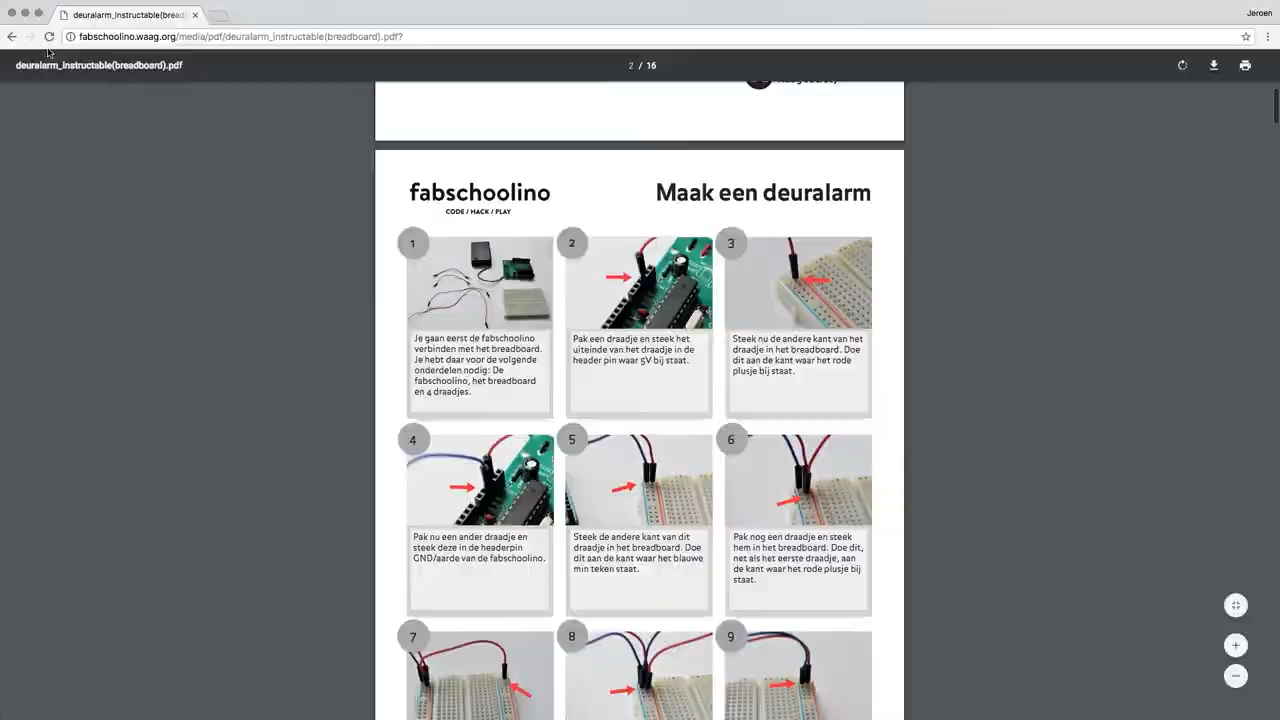 deuralarm_instructable(bread
Jeroen
fabschoolino.waag.org/media/pdf/deuralarm_instructable(breadboard).pdf?
deuralarm_instructable(breadboard).pdf
2 / 16
fabschoolino
CODE / HACK / PLAY
Maak een deuralarm
1
2
3
Je gaan eerst de fabschoolino
verbinden met het breadboard.
Je hebt daar voor de volgende
onderdelen nodig: De
fabschoolino, het breadboard
en 4 draadjes.
Pak een draadje en steek het
uiteinde van het draadje in de
header pin waar 5V bij staat.
Steek nu de andere kant van het
draadje in het breadboard. Doe
dit aan de kant waar het rode
plusje bij staat.
4
5
6
Pak nu een ander draadje en
steek deze in de headerpin
GND/aarde van de fabschoolino.
Steek de andere kant van dit
draadje in het breadboard. Doe
dit aan de kant waar het blauwe
min teken staat.
Pak nog een draadje en steek
hem in het breadboard. Doe dit,
net als het eerste draadje, aan
de kant waar het rode plusje bij
staat.
7
8
9